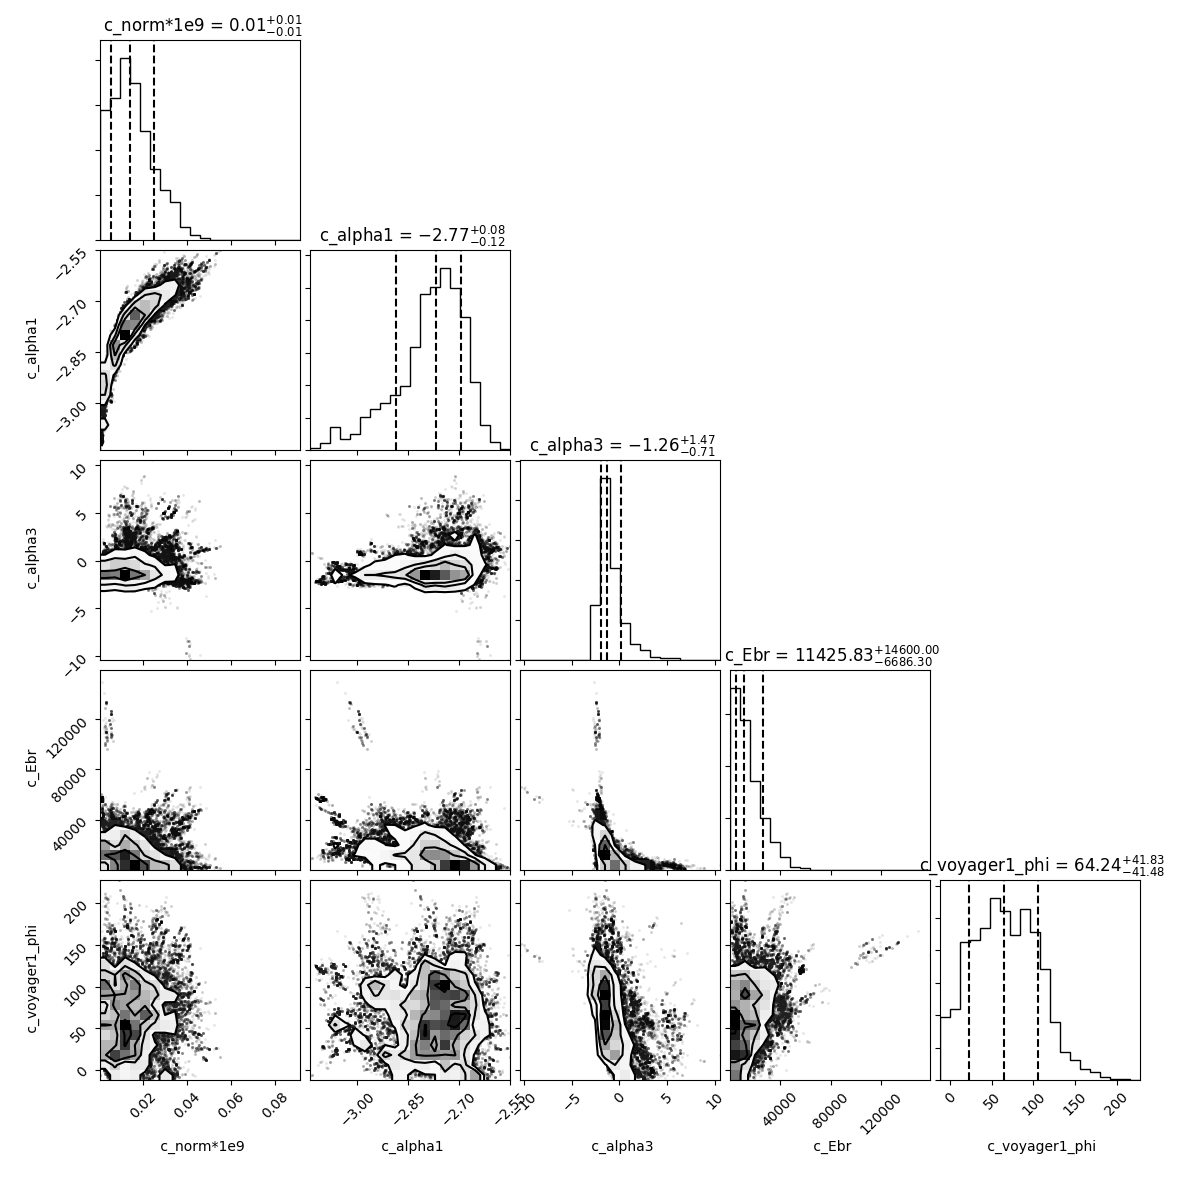 c_norm*1e9 = 0.01+0.01−0.01
c_alpha1 = −2.77+0.08−0.12
−2.55
−2.70
−2.85
−3.00
c_alpha1
c_alpha3 = −1.26+1.47−0.71
10
5
0
−5
−10
c_alpha3
c_Ebr = 11425.83+14600.00−6686.30
120000
80000
40000
c_Ebr
c_voyager1_phi = 64.24+41.83−41.48
200
150
100
50
0
c_voyager1_phi
0.02 0.04 0.06 0.08
−3.00 −2.85 −2.70 −2.55
−10 −5 0 5 10
40000 80000 120000
0 50 100 150 200
c_norm*1e9 c_alpha1 c_alpha3 c_Ebr c_voyager1_phi